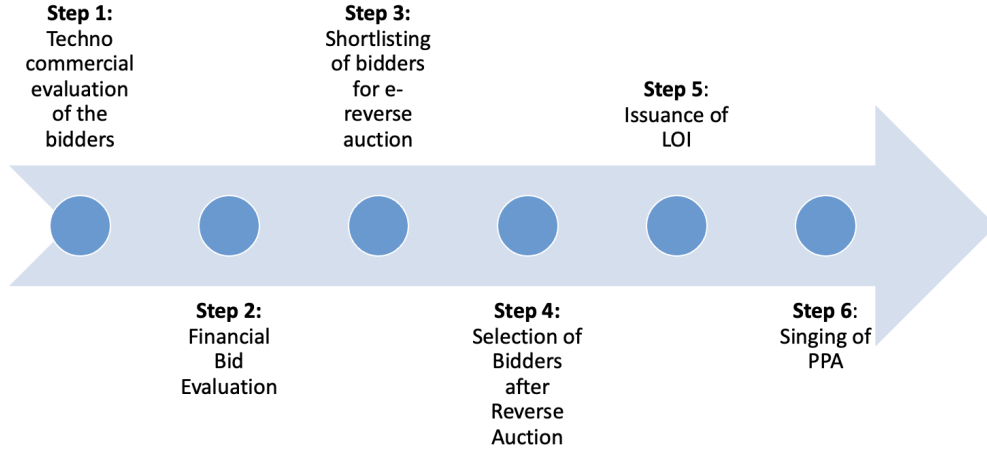 Step 1:
Techno
commercial
evaluation
of the
bidders
Step 2:
Financial
Bid
Evaluation
Step 3:
Shortlisting
of bidders
for e-
reverse
auction
Step 4:
Selection of
Bidders
after
Reverse
Auction
Step 5:
Issuance of
LOI
Step 6:
Singing of
PPA